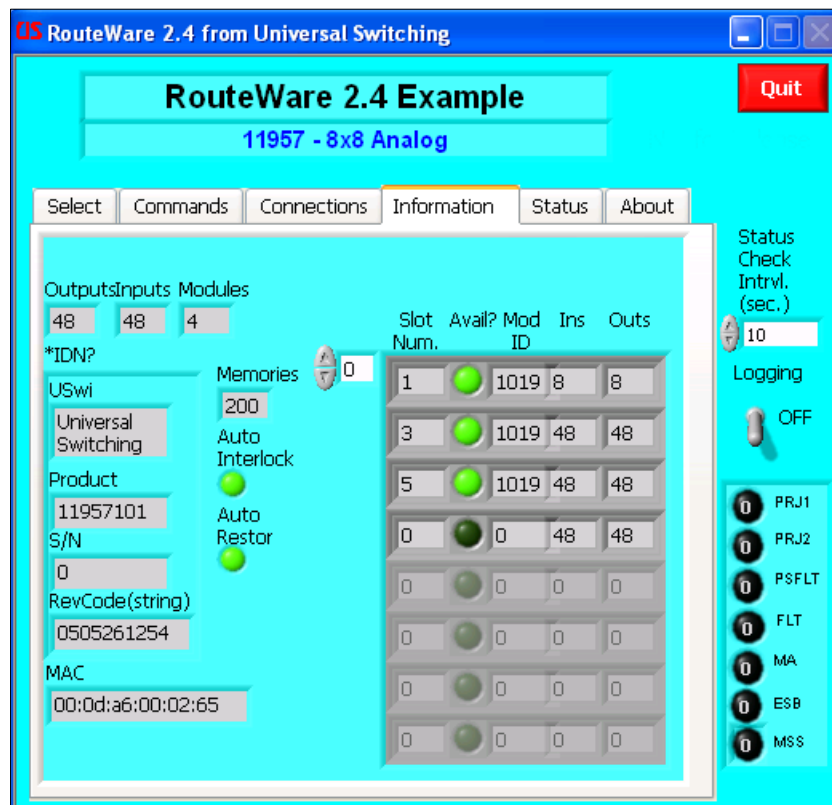 US RouteWare 2.4 from Universal Switching
RouteWare 2.4 Example
11957 - 8x8 Analog
Quit
Select Commands Connections Information Status About
Outputs Inputs Modules
48 48 4
*IDN?
USwi
Universal
Switching
Product
11957101
S/N
0
RevCode(string)
0505261254
MAC
00:0d:a6:00:02:65
Memories
200
Auto
Interlock
Auto
Restor
0
Slot Avail? Mod Ins Outs
Num. ID
1 1019 8 8
3 1019 48 48
5 1019 48 48
0 0 48 48
0 0 0 0
0 0 0 0
0 0 0 0
0 0 0 0
Status
Check
Intrvl.
(sec.)
10
Logging
OFF
0 PRJ1
0 PRJ2
0 PSFLT
0 FLT
0 MA
0 ESB
0 MSS